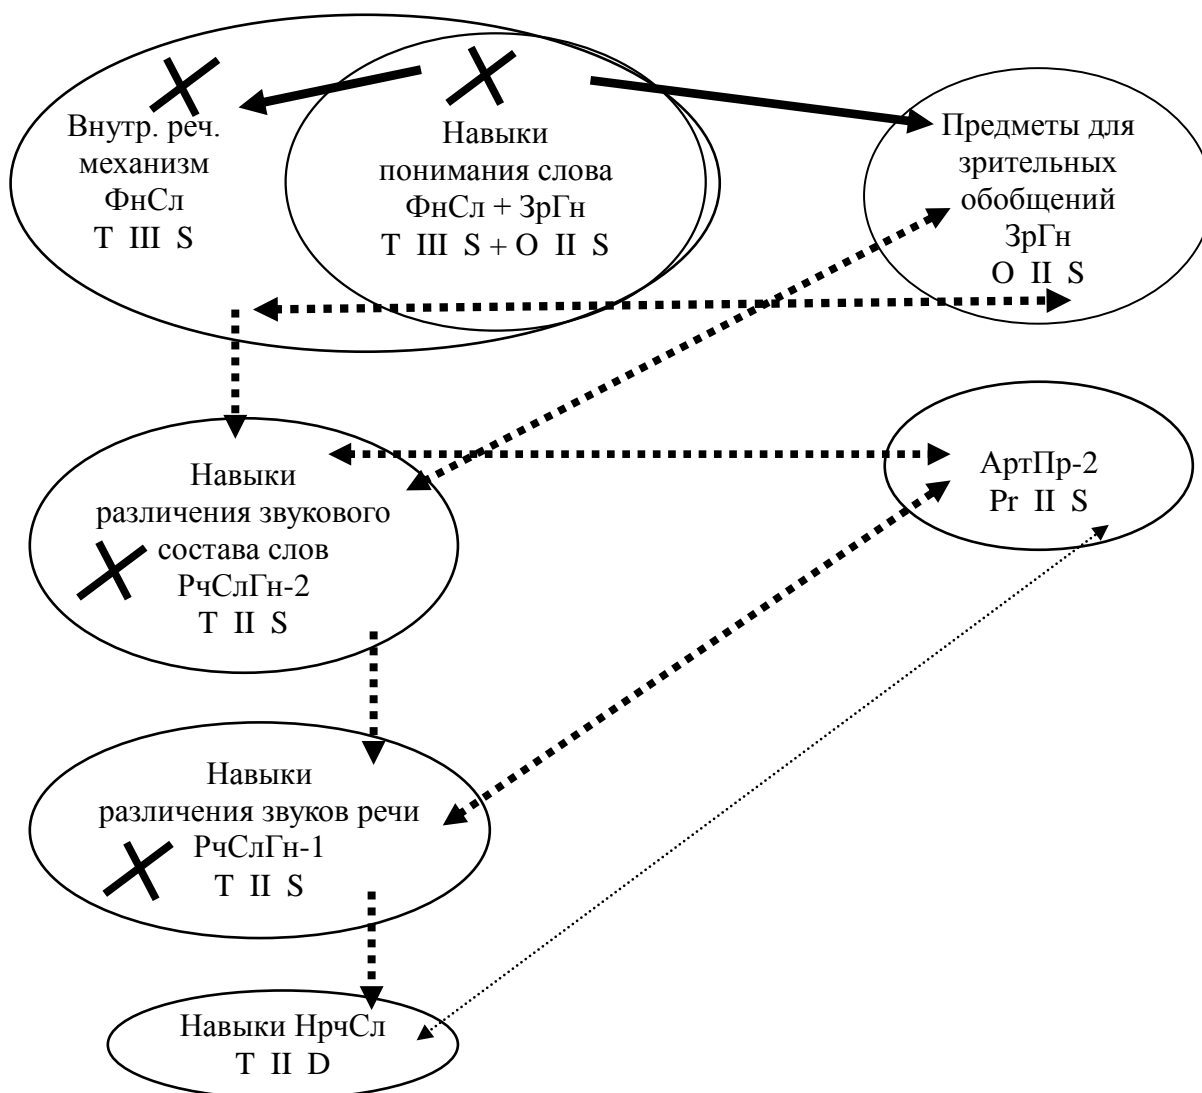 Внутр. реч.
механизм
ФнСл
T III S
Навыки
понимания слова
ФнСл + ЗрГн
T III S + O II S
Предметы для
зрительных
обобщений
ЗрГн
O II S
Навыки
различения звукового
состава слов
РчСлГн-2
T II S
АртПр-2
Pr II S
Навыки
различения звуков речи
РчСлГн-1
T II S
Навыки НрчСл
T II D